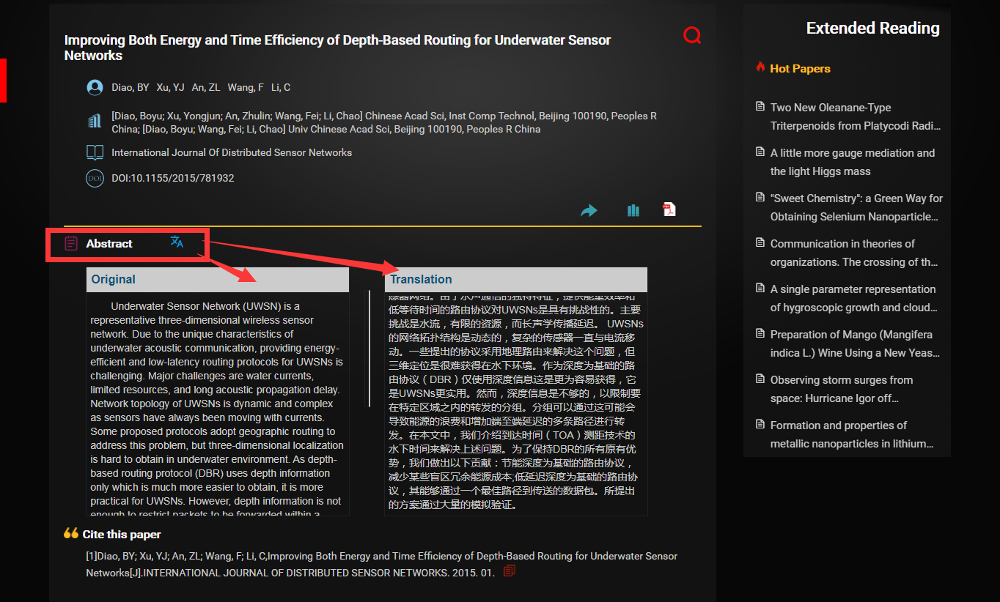 Improving Both Energy and Time Efficiency of Depth-Based Routing for Underwater Sensor
Networks
Diao, BY Xu, YJ An, ZL Wang, F Li, C
[Diao, Boyu; Xu, Yongjun; An, Zhulin; Wang, Fei; Li, Chao] Chinese Acad Sci, Inst Comp Technol, Beijing 100190, Peoples R
China; [Diao, Boyu; Wang, Fei; Li, Chao] Univ Chinese Acad Sci, Beijing 100190, Peoples R China
International Journal Of Distributed Sensor Networks
DOI
DOI:10.1155/2015/781932
Abstract
Original
Underwater Sensor Network (UWSN) is a
representative three-dimensional wireless sensor
network. Due to the unique characteristics of
underwater acoustic communication, providing energy-
efficient and low-latency routing protocols for UWSNs is
challenging. Major challenges are water currents,
limited resources, and long acoustic propagation delay.
Network topology of UWSNs is dynamic and complex
as sensors have always been moving with currents.
Some proposed protocols adopt geographic routing to
address this problem, but three-dimensional localization
is hard to obtain in underwater environment. As depth-
based routing protocol (DBR) uses depth information
only which is much more easier to obtain, it is more
practical for UWSNs. However, depth information is not
enough to restrict packets to be forwarded within a
Translation
感器网络。由于水声通信的独特特征，提供能量效率和
低等待时间的路由协议对UWSNs是具有挑战性的。主要
挑战是水流，有限的资源，而长声学传播延迟。 UWSNs
的网络拓扑结构是动态的，复杂的传感器一直与电流移
动。一些提出的协议采用地理路由来解决这个问题，但
三维定位是很难获得在水下环境。作为深度为基础的路
由协议（DBR）仅使用深度信息这是更为容易获得，它
是UWSNs更实用。然而，深度信息是不够的，以限制要
在特定区域之内的转发的分组。分组可以通过这可能会
导致能源的浪费和增加端至端延迟的多条路径进行转
发。在本文中，我们介绍到达时间（TOA）测距技术的
水下时间来解决上述问题。为了保持DBR的所有原有优
势，我们做出以下贡献：节能深度为基础的路由协议，
减少某些盲区冗余能源成本;低延迟深度为基础的路由协
议，其能够通过一个最佳路径到传送的数据包。所提出
的方案通过大量的模拟验证。
Cite this paper
[1]Diao, BY; Xu, YJ; An, ZL; Wang, F; Li, C,Improving Both Energy and Time Efficiency of Depth-Based Routing for Underwater Sensor
Networks[J].INTERNATIONAL JOURNAL OF DISTRIBUTED SENSOR NETWORKS. 2015. 01.
Extended Reading
Hot Papers
Two New Oleanane-Type
Triterpenoids from Platycodi Radi...
A little more gauge mediation and
the light Higgs mass
"Sweet Chemistry": a Green Way for
Obtaining Selenium Nanoparticle...
Communication in theories of
organizations. The crossing of th...
A single parameter representation
of hygroscopic growth and cloud...
Preparation of Mango (Mangifera
indica L.) Wine Using a New Yeas...
Observing storm surges from
space: Hurricane Igor off...
Formation and properties of
metallic nanoparticles in lithium...